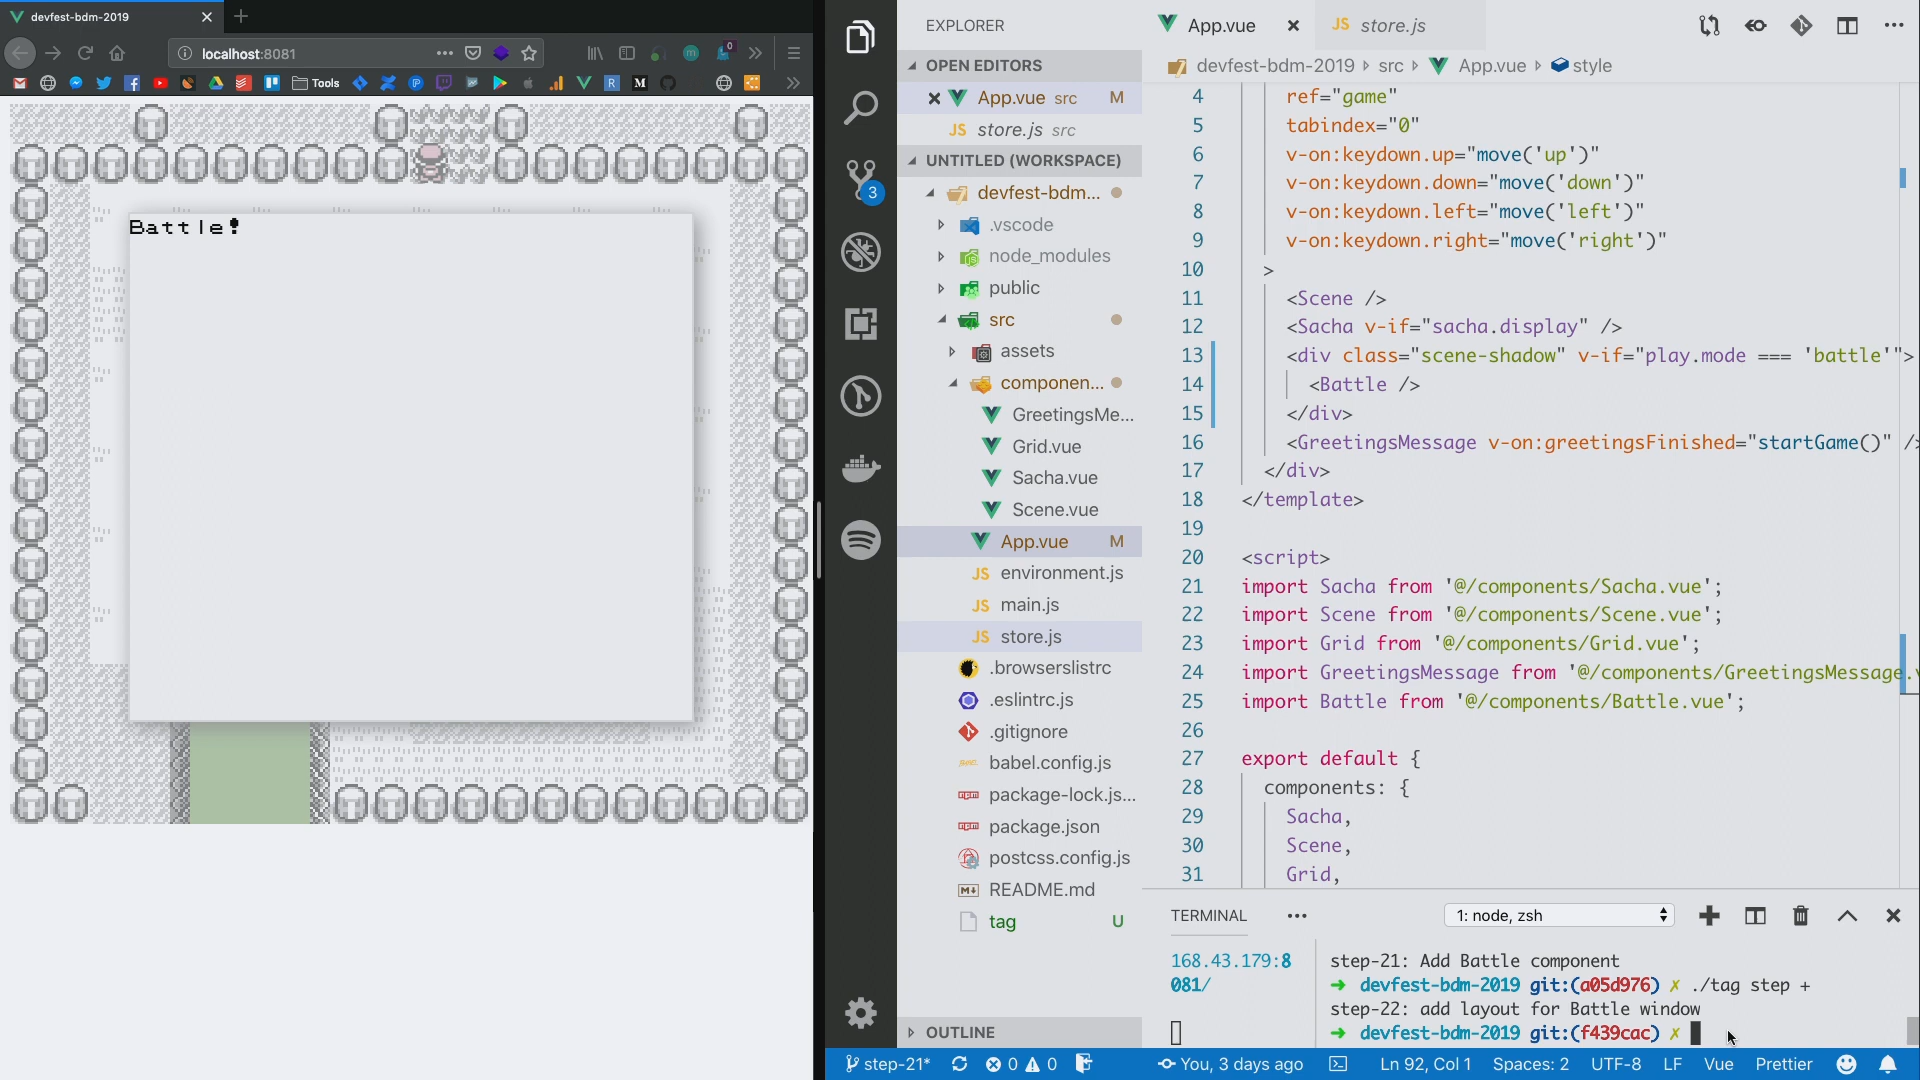 devfest-bdm-2019
localhost:8081
Tools
0
M
R
Battle!
EXPLORER
OPEN EDITORS
App.vue src M
JS store.js src
UNTITLED (WORKSPACE)
devfest-bdm...
.vscode
node_modules
public
src
assets
componen...
GreetingsMe...
Grid.vue
Sacha.vue
Scene.vue
App.vue M
JS environment.js
JS main.js
JS store.js
.browserslistrc
.eslintrc.js
.gitignore
babel.config.js
package-lock.js...
package.json
postcss.config.js
README.md
tag U
OUTLINE
3
App.vue
JS store.js
devfest-bdm-2019 src App.vue style
4 ref="game"
5 tabindex="0"
6 v-on:keydown.up="move('up')"
7 v-on:keydown.down="move('down')"
8 v-on:keydown.left="move('left')"
9 v-on:keydown.right="move('right')"
10 >
11 <Scene />
12 <Sacha v-if="sacha.display" />
13 <div class="scene-shadow" v-if="play.mode === 'battle'">
14 <Battle />
15 </div>
16 <GreetingsMessage v-on:greetingsFinished="startGame()" />
17 </div>
18 </template>
19
20 <script>
21 import Sacha from '@/components/Sacha.vue';
22 import Scene from '@/components/Scene.vue';
23 import Grid from '@/components/Grid.vue';
24 import GreetingsMessage from '@/components/GreetingsMessage.v
25 import Battle from '@/components/Battle.vue';
26
27 export default {
28 components: {
29 Sacha,
30 Scene,
31 Grid,
TERMINAL
1: node, zsh
168.43.179:8
081/
step-21: Add Battle component
➜ devfest-bdm-2019 git:(a05d976) ✗ ./tag step +
step-22: add layout for Battle window
➜ devfest-bdm-2019 git:(f439cac) ✗
step-21* 0 0 You, 3 days ago Ln 92, Col 1 Spaces: 2 UTF-8 LF Vue Prettier